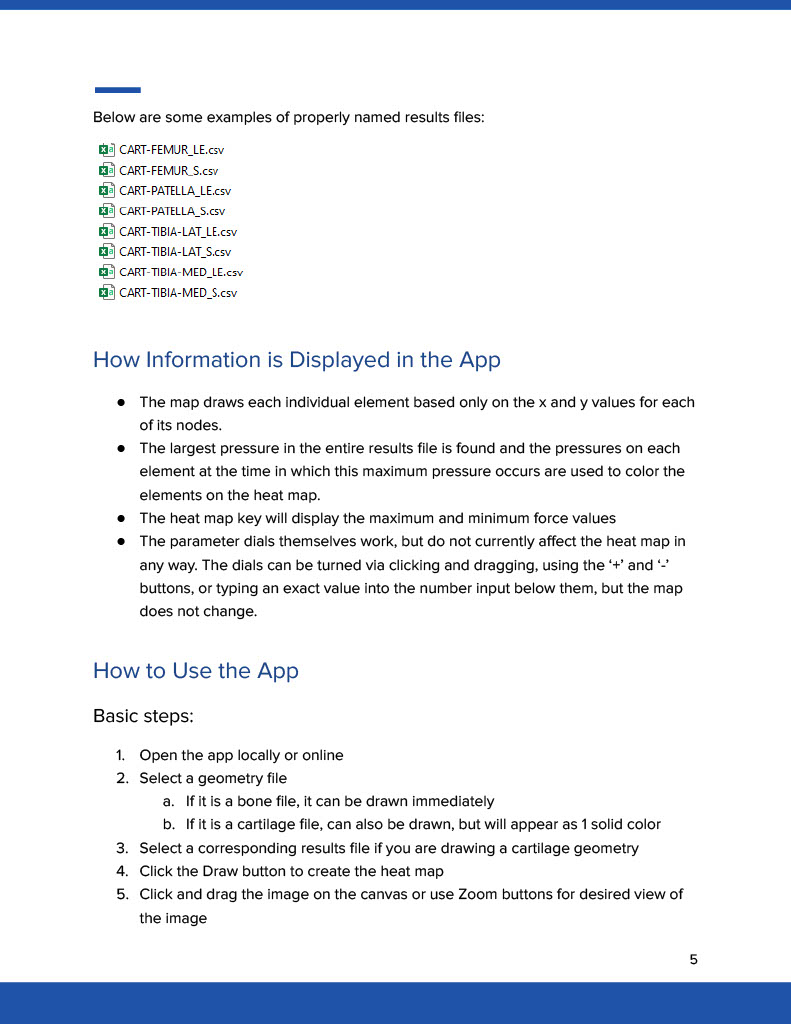 Below are some examples of properly named results files:
CART-FEMUR_LE.csv
CART-FEMUR_S.csv
CART-PATELLA_LE.csv
CART-PATELLA_S.csv
CART-TIBIA-LAT_LE.csv
CART-TIBIA-LAT_S.csv
CART-TIBIA-MED_LE.csv
CART-TIBIA-MED_S.csv
How Information is Displayed in the App
● The map draws each individual element based only on the x and y values for each
of its nodes.
● The largest pressure in the entire results file is found and the pressures on each
element at the time in which this maximum pressure occurs are used to color the
elements on the heat map.
● The heat map key will display the maximum and minimum force values
● The parameter dials themselves work, but do not currently affect the heat map in
any way. The dials can be turned via clicking and dragging, using the ‘+’ and ‘-’
buttons, or typing an exact value into the number input below them, but the map
does not change.
How to Use the App
Basic steps:
1. Open the app locally or online
2. Select a geometry file
a. If it is a bone file, it can be drawn immediately
b. If it is a cartilage file, can also be drawn, but will appear as 1 solid color
3. Select a corresponding results file if you are drawing a cartilage geometry
4. Click the Draw button to create the heat map
5. Click and drag the image on the canvas or use Zoom buttons for desired view of
the image
5